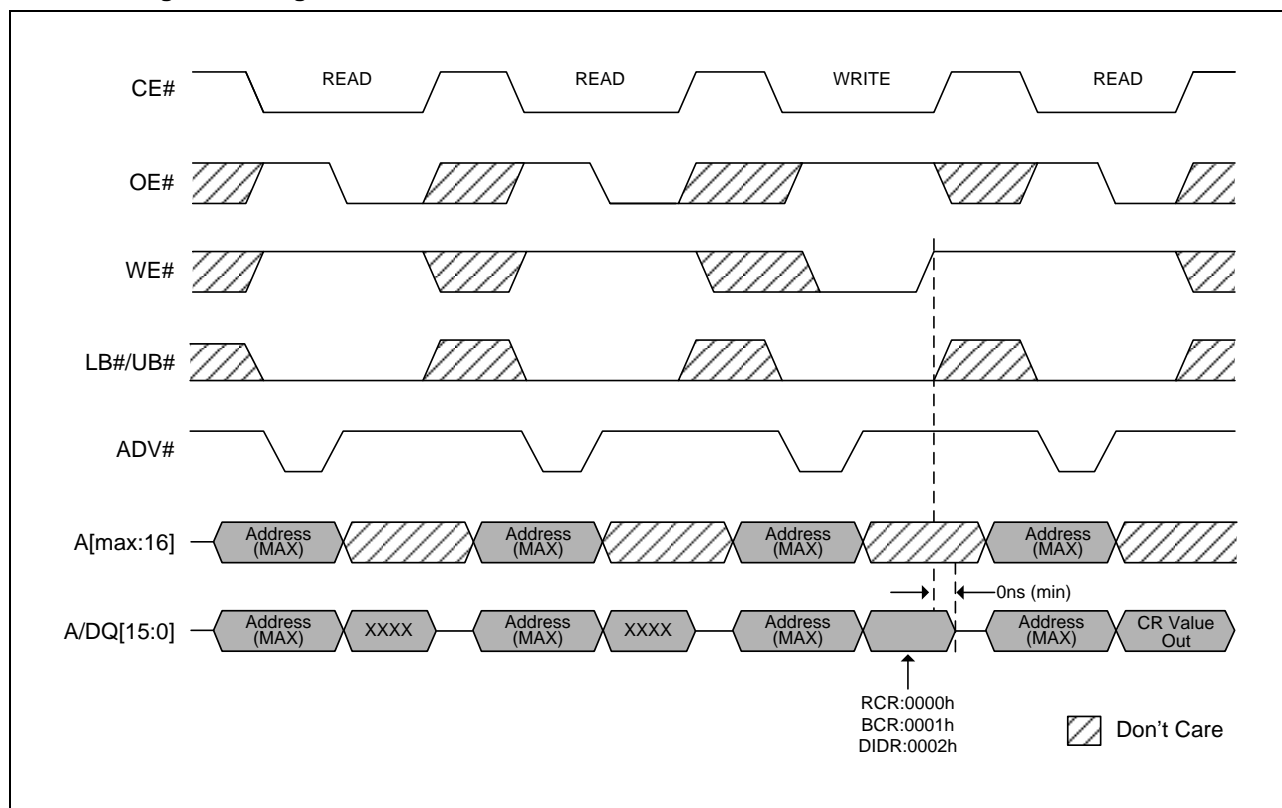 CE#
READ
READ
WRITE
READ
OE#
WE#
LB#/UB#
ADV#
A[max:16]
Address
(MAX)
Address
(MAX)
Address
(MAX)
Address
(MAX)
0ns (min)
A/DQ[15:0]
Address
(MAX)
XXXX
Address
(MAX)
XXXX
Address
(MAX)
Address
(MAX)
CR Value
Out
RCR:0000h
BCR:0001h
DIDR:0002h
Don't Care